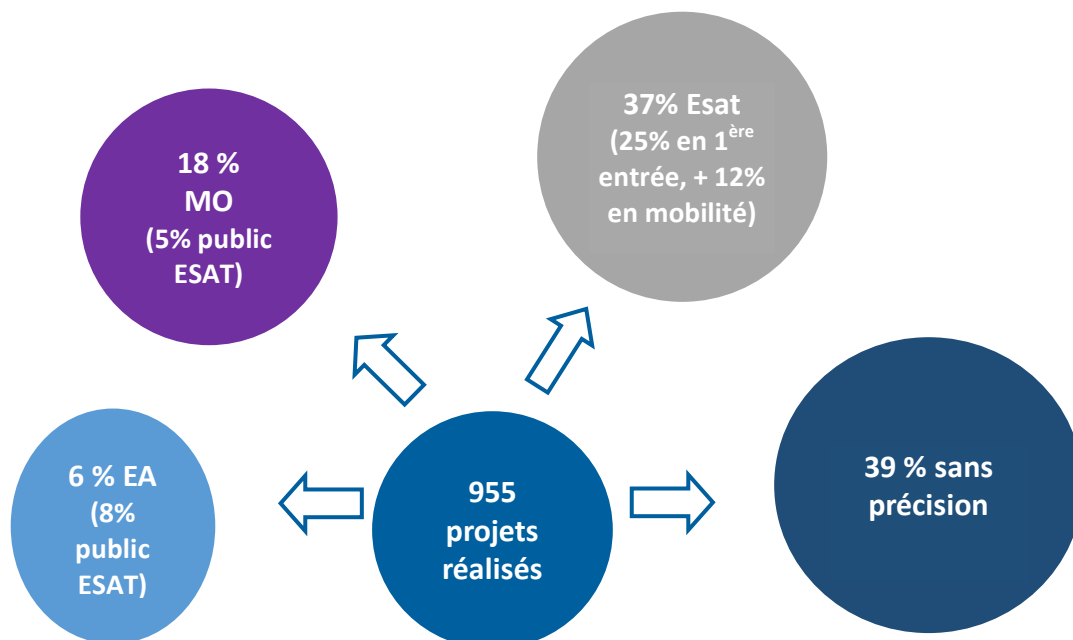 37% Esat
(25% en 1ère
entrée, + 12%
en mobilité)
18 %
MO
(5% public
ESAT)
39 % sans
précision
6 % EA
(8%
public
ESAT)
955
projets
réalisés